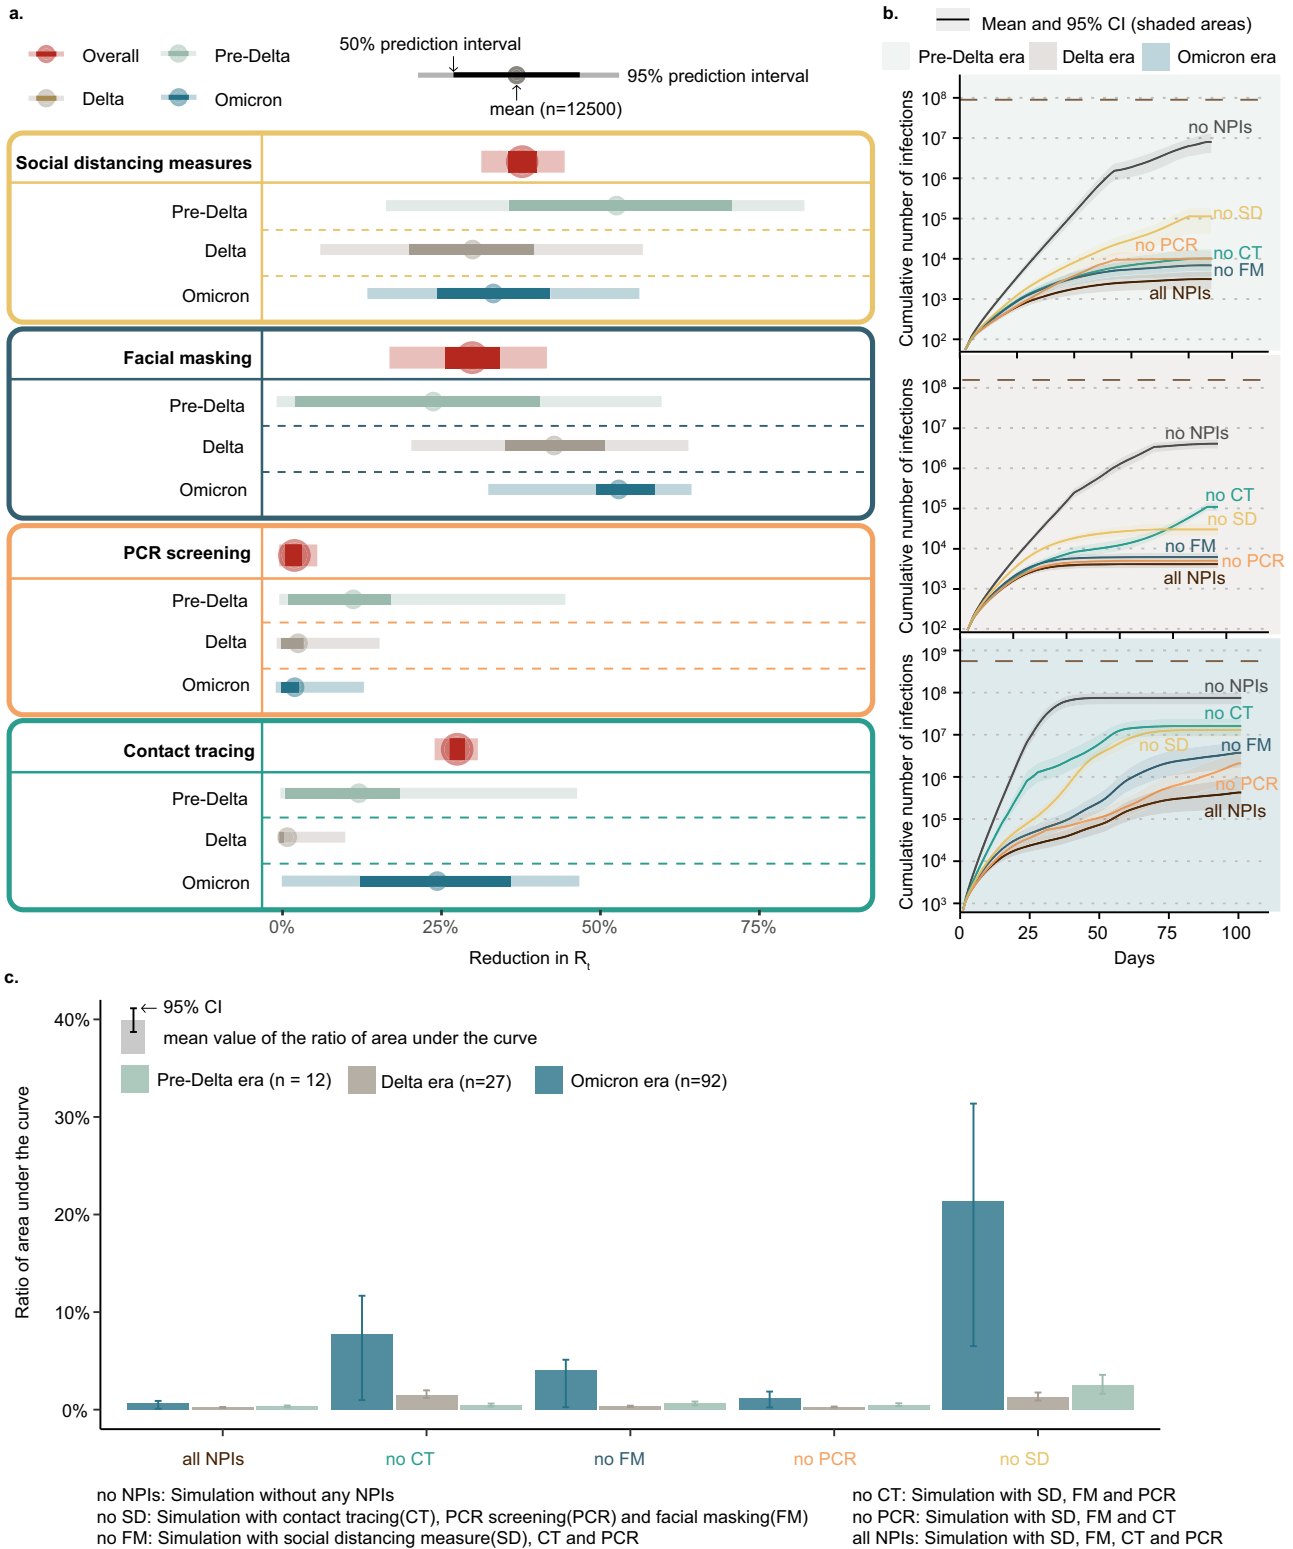 a.
Overall
Pre-Delta
Delta
Omicron
50% prediction interval
95% prediction interval
mean (n=12500)
Social distancing measures
Pre-Delta
Delta
Omicron
Facial masking
Pre-Delta
Delta
Omicron
PCR screening
Pre-Delta
Delta
Omicron
Contact tracing
Pre-Delta
Delta
Omicron
0%
25%
50%
75%
Reduction in Rt
b.
Mean and 95% CI (shaded areas)
Pre-Delta era
Delta era
Omicron era
Cumulative number of infections
10⁸
10⁷
10⁶
10⁵
10⁴
10³
10²
no NPIs
no SD
no PCR
no CT
no FM
all NPIs
Cumulative number of infections
10⁸
10⁷
10⁶
10⁵
10⁴
10³
10²
no NPIs
no CT
no SD
no FM
no PCR
all NPIs
Cumulative number of infections
10⁹
10⁸
10⁷
10⁶
10⁵
10⁴
10³
no NPIs
no CT
no SD
no FM
no PCR
all NPIs
0
25
50
75
100
Days
c.
95% CI
mean value of the ratio of area under the curve
Pre-Delta era (n = 12)
Delta era (n=27)
Omicron era (n=92)
Ratio of area under the curve
40%
30%
20%
10%
0%
all NPIs
no CT
no FM
no PCR
no SD
no NPIs: Simulation without any NPIs
no SD: Simulation with contact tracing(CT), PCR screening(PCR) and facial masking(FM)
no FM: Simulation with social distancing measure(SD), CT and PCR
no CT: Simulation with SD, FM and PCR
no PCR: Simulation with SD, FM and CT
all NPIs: Simulation with SD, FM, CT and PCR